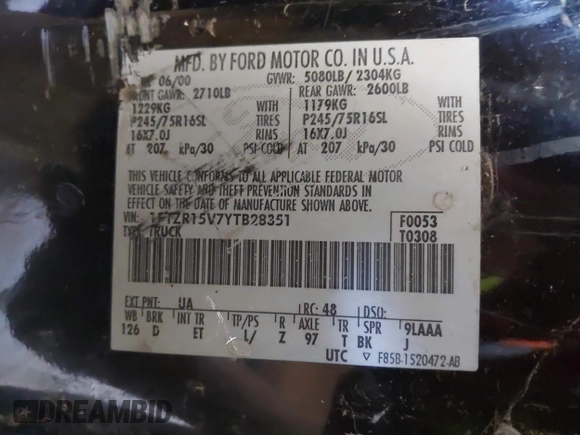 MFD. BY FORD MOTOR CO. IN U.S.A.
06/00 GVWR: 5080LB / 2304KG
FRONT GAWR: 2710LB REAR GAWR: 2600LB
1229KG WITH 1179KG WITH
P245/75R16SL TIRES P245/75R16SL TIRES
16X7.0J RIMS 16X7.0J RIMS
AT 207 kPa/30 PSI COLD AT 207 kPa/30 PSI COLD
THIS VEHICLE CONFORMS TO ALL APPLICABLE FEDERAL MOTOR
VEHICLE SAFETY AND THEFT PREVENTION STANDARDS IN
EFFECT ON THE DATE OF MANUFACTURE SHOWN ABOVE.
VIN: 1FTZR15V7YTB28351 F0053
TYPE: TRUCK T0308
EXT PNT: UA RC: 48 DSO:
WB BRK INT TR TP/PS R AXLE TR SPR 9LAAA
126 D ET L/ Z 97 T BK J
UTC ▽ F85B-1520472-AB
DREAMBID